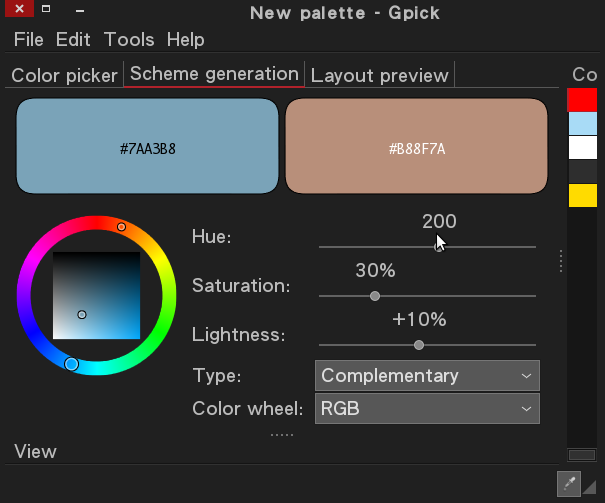 New palette - Gpick
File Edit Tools Help
Color picker Scheme generation Layout preview Co
#7AA3B8 #B88F7A
200
Hue:
30%
Saturation:
+10%
Lightness:
Type: Complementary
Color wheel: RGB
View